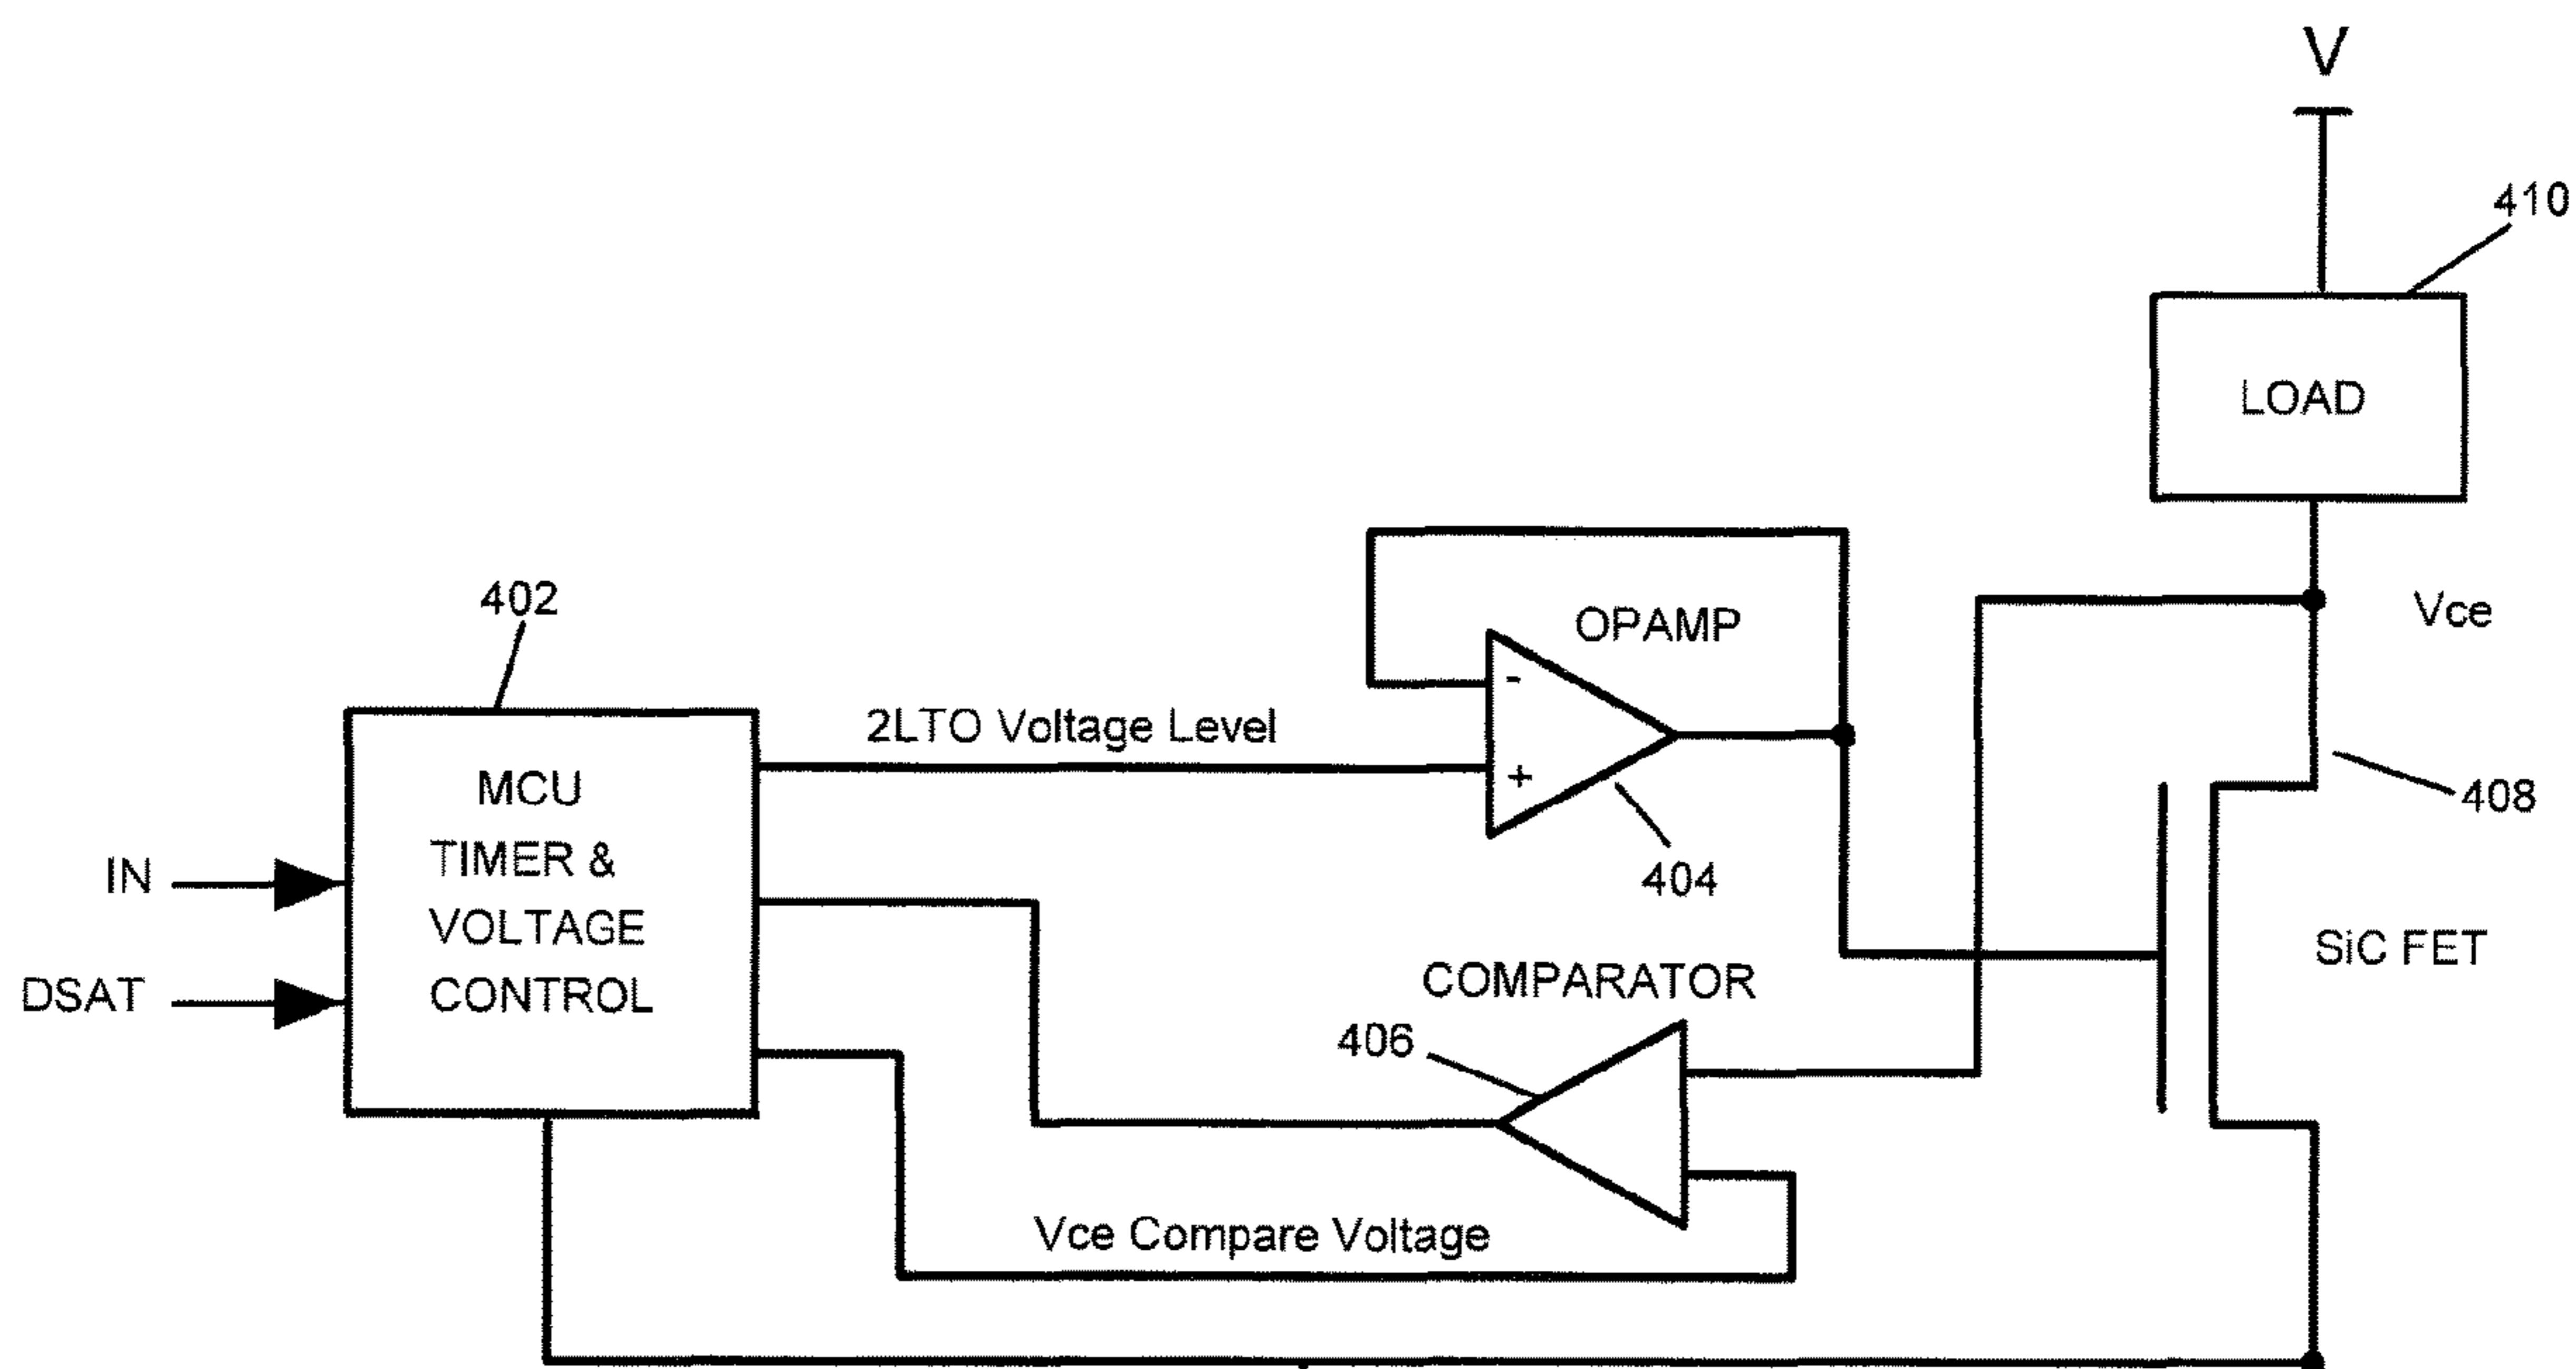 V
410
LOAD
402
OPAMP
Vce
2LTO Voltage Level
-
+
MCU
TIMER &
VOLTAGE
CONTROL
408
404
IN
DSAT
COMPARATOR
SiC FET
406
Vce Compare Voltage